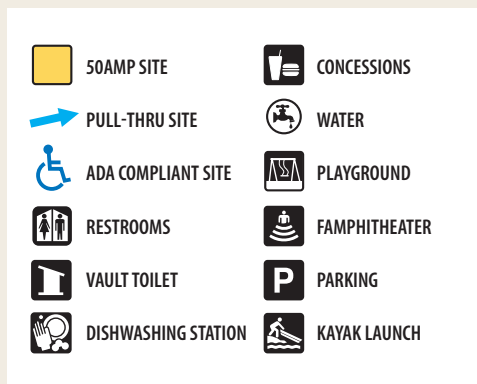 50AMP SITE
PULL-THRU SITE
ADA COMPLIANT SITE
RESTROOMS
VAULT TOILET
DISHWASHING STATION
CONCESSIONS
WATER
PLAYGROUND
FAMPHITHEATER
P PARKING
KAYAK LAUNCH